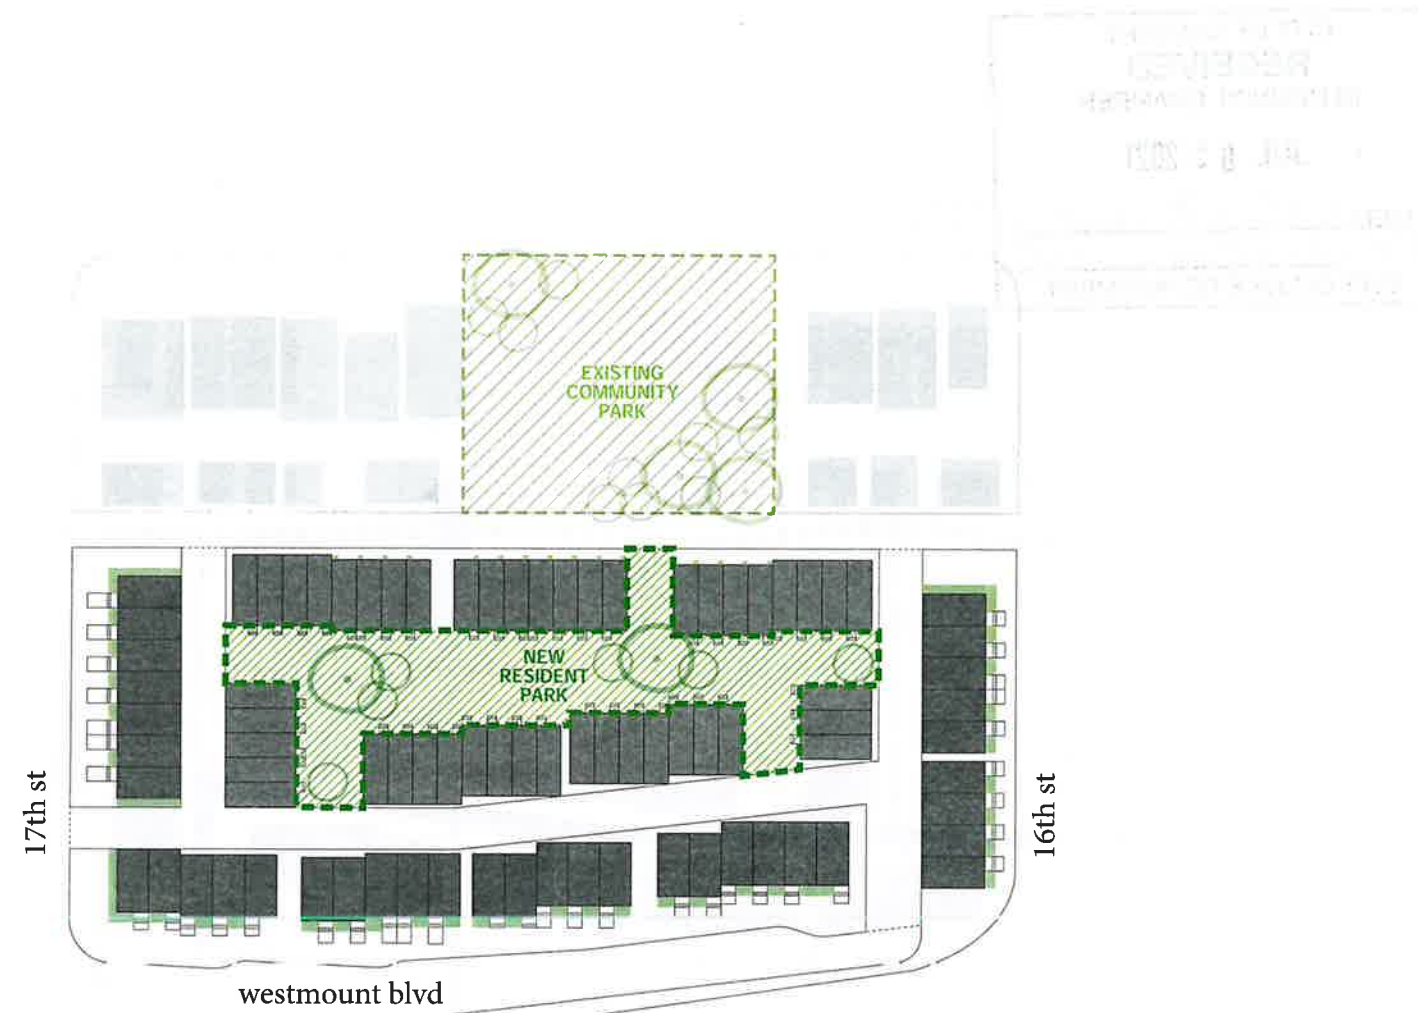 EXISTING
COMMUNITY
PARK
NEW
RESIDENT
PARK
17th st
16th st
westmount blvd